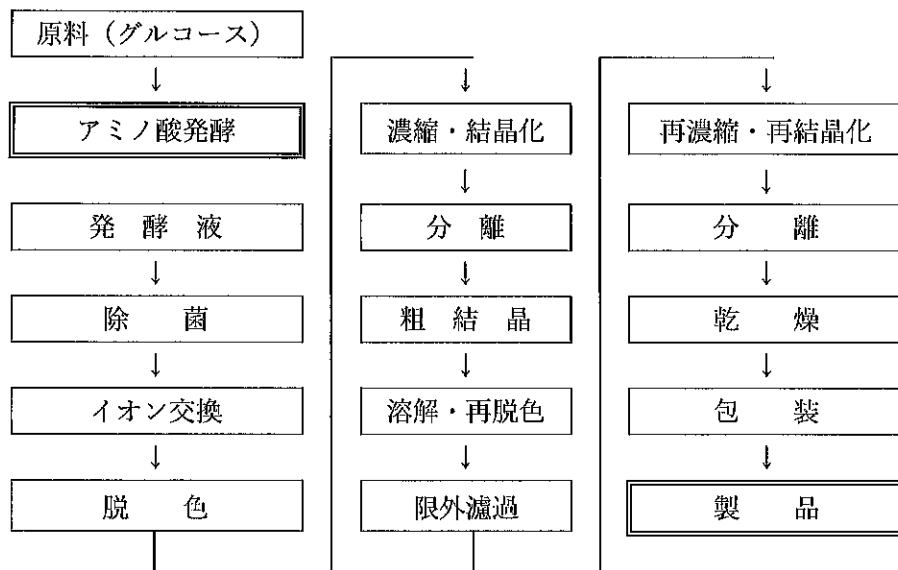 原料（グルコース）
↓
アミノ酸発酵
発酵液
↓
除菌
↓
イオン交換
↓
脱色
↓
濃縮・結晶化
↓
分離
↓
粗結晶
↓
溶解・再脱色
↓
限外濾過
↓
再濃縮・再結晶化
↓
分離
↓
乾燥
↓
包装
↓
製品